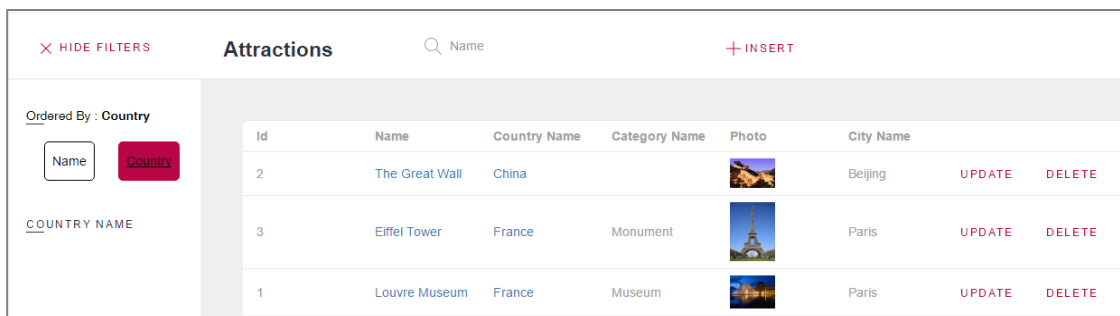 HIDE FILTERS
Attractions
Name
INSERT
Ordered By : Country
Name Country
COUNTRY NAME
Id Name Country Name Category Name Photo City Name
2 The Great Wall China Beijing UPDATE DELETE
3 Eiffel Tower France Monument Paris UPDATE DELETE
1 Louvre Museum France Museum Paris UPDATE DELETE